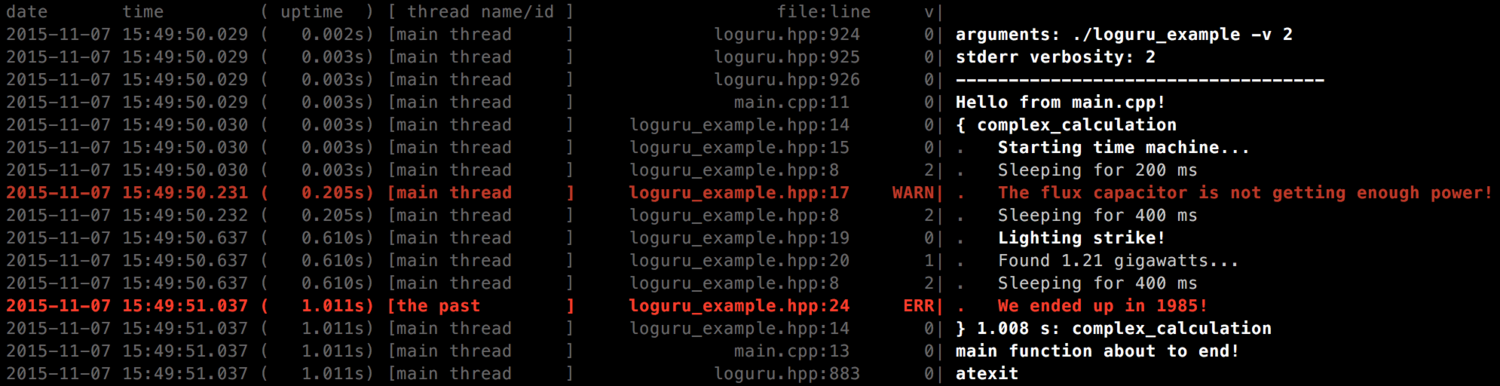 date       time         ( uptime  ) [ thread name/id ]                   file:line     v|
2015-11-07 15:49:50.029 (   0.002s) [main thread     ]             loguru.hpp:924      0| arguments: ./loguru_example -v 2
2015-11-07 15:49:50.029 (   0.003s) [main thread     ]             loguru.hpp:925      0| stderr verbosity: 2
2015-11-07 15:49:50.029 (   0.003s) [main thread     ]             loguru.hpp:926      0| -----------------------------------
2015-11-07 15:49:50.029 (   0.003s) [main thread     ]               main.cpp:11       0| Hello from main.cpp!
2015-11-07 15:49:50.030 (   0.003s) [main thread     ]     loguru_example.hpp:14       0| { complex_calculation
2015-11-07 15:49:50.030 (   0.003s) [main thread     ]     loguru_example.hpp:15       0| .   Starting time machine...
2015-11-07 15:49:50.030 (   0.003s) [main thread     ]     loguru_example.hpp:8        2| .   Sleeping for 200 ms
2015-11-07 15:49:50.231 (   0.205s) [main thread     ]     loguru_example.hpp:17    WARN| .   The flux capacitor is not getting enough power!
2015-11-07 15:49:50.232 (   0.205s) [main thread     ]     loguru_example.hpp:8        2| .   Sleeping for 400 ms
2015-11-07 15:49:50.637 (   0.610s) [main thread     ]     loguru_example.hpp:19       0| .   Lighting strike!
2015-11-07 15:49:50.637 (   0.610s) [main thread     ]     loguru_example.hpp:20       1| .   Found 1.21 gigawatts...
2015-11-07 15:49:50.637 (   0.610s) [main thread     ]     loguru_example.hpp:8        2| .   Sleeping for 400 ms
2015-11-07 15:49:51.037 (   1.011s) [the past        ]     loguru_example.hpp:24     ERR| .   We ended up in 1985!
2015-11-07 15:49:51.037 (   1.011s) [main thread     ]     loguru_example.hpp:14       0| } 1.008 s: complex_calculation
2015-11-07 15:49:51.037 (   1.011s) [main thread     ]               main.cpp:13       0| main function about to end!
2015-11-07 15:49:51.037 (   1.011s) [main thread     ]             loguru.hpp:883      0| atexit